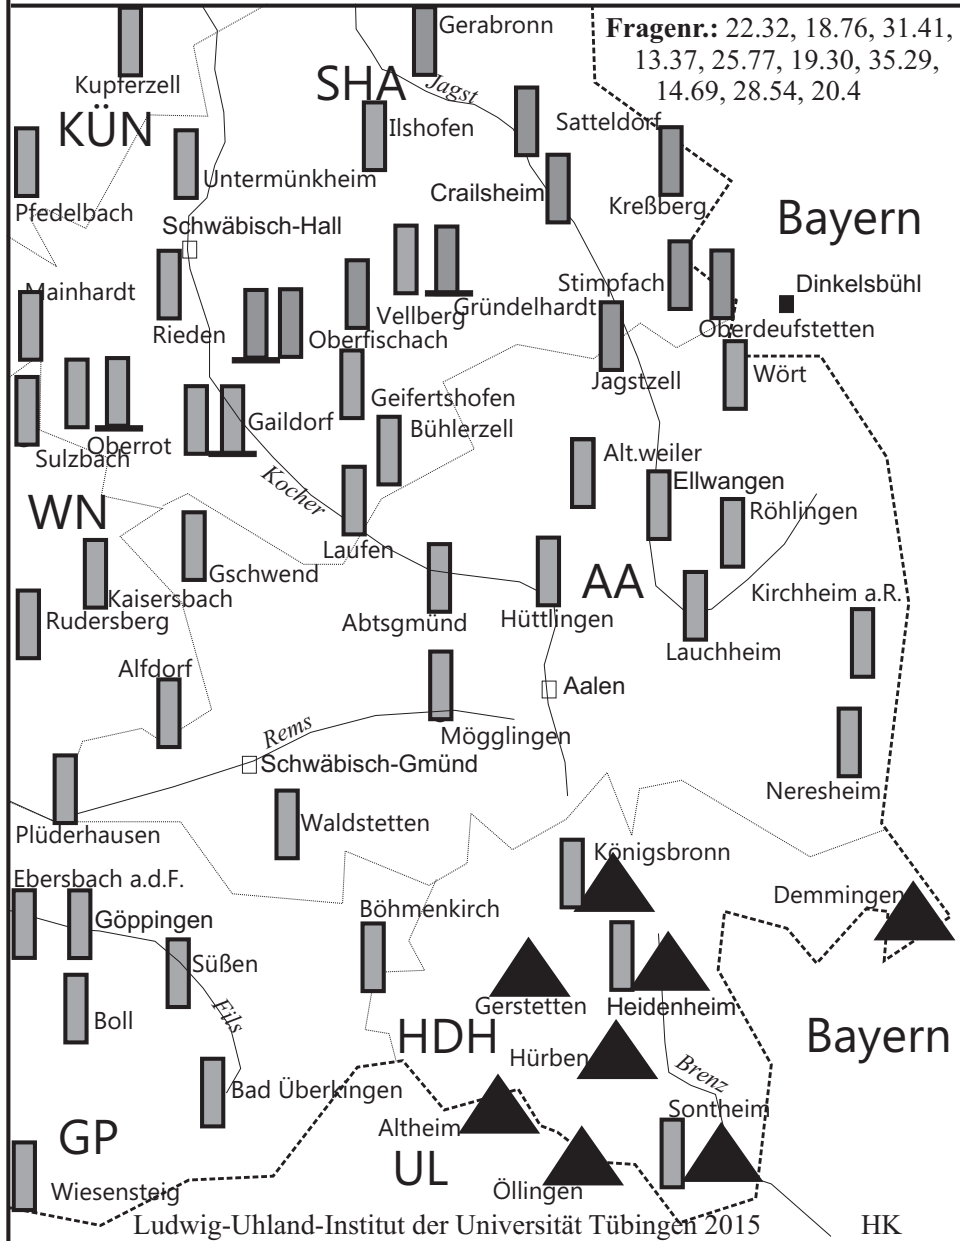 Gerabronn
Fragenr.: 22.32, 18.76, 31.41,
13.37, 25.77, 19.30, 35.29,
14.69, 28.54, 20.4
Kupferzell
SHA
Jagst
KÜN
Ilshofen
Satteldorf
Untermünkheim
Crailsheim
Pfedelbach
Kreßberg
Schwäbisch-Hall
Bayern
Mainhardt
Stimpfach
Dinkelsbühl
Rieden
Vellberg
Gründelhardt
Oberfischach
Oberdeufstetten
Jagstzell
Wört
Geifertshofen
Gaildorf
Bühlerzell
Oberrot
Sulzbach
Alt.weiler
Ellwangen
Kocher
WN
Röhlingen
Laufen
Gschwend
AA
Kaisersbach
Kirchheim a.R.
Rudersberg
Abtsgmünd
Hüttlingen
Lauchheim
Alfdorf
Aalen
Rems
Mögglingen
Schwäbisch-Gmünd
Neresheim
Plüderhausen
Waldstetten
Königsbronn
Ebersbach a.d.F.
Demmingen
Göppingen
Böhmenkirch
Süßen
Gerstetten
Heidenheim
Boll
Fils
HDH
Bayern
Hürben
Brenz
Bad Überkingen
Sontheim
GP
Altheim
UL
Wiesensteig
Öllingen
Ludwig-Uhland-Institut der Universität Tübingen 2015
HK